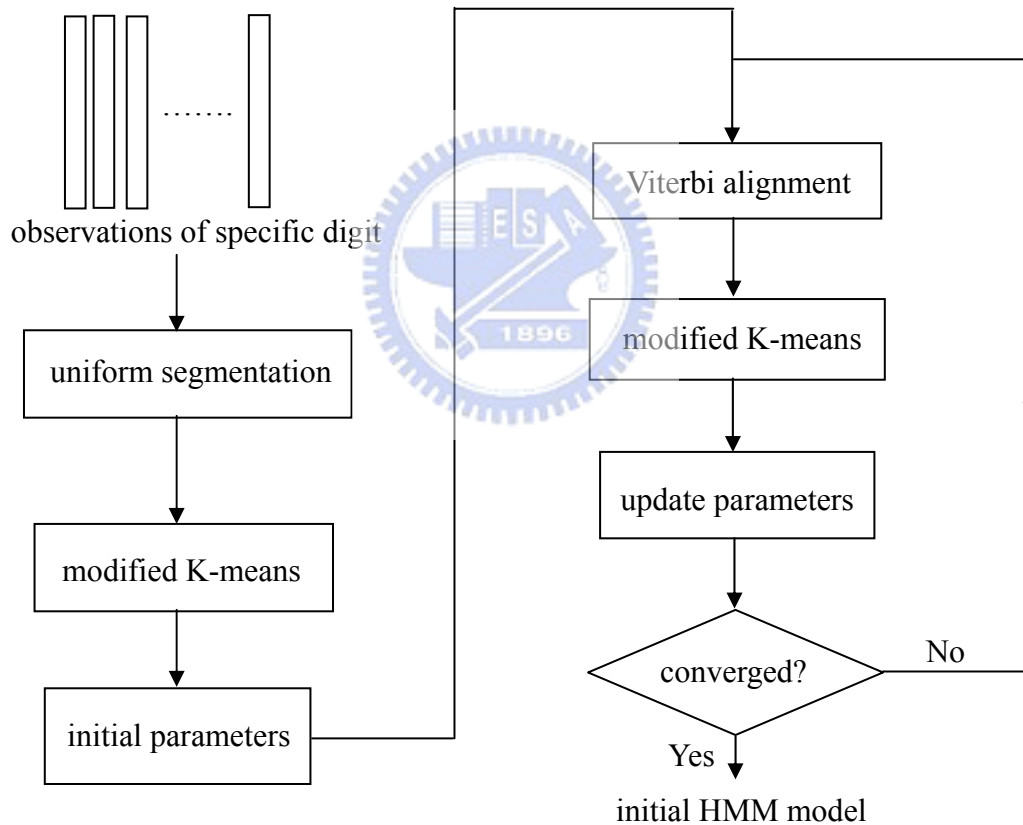 observations of specific digit
uniform segmentation
modified K-means
initial parameters
Viterbi alignment
modified K-means
update parameters
converged?
No
Yes
initial HMM model
E S A
1896